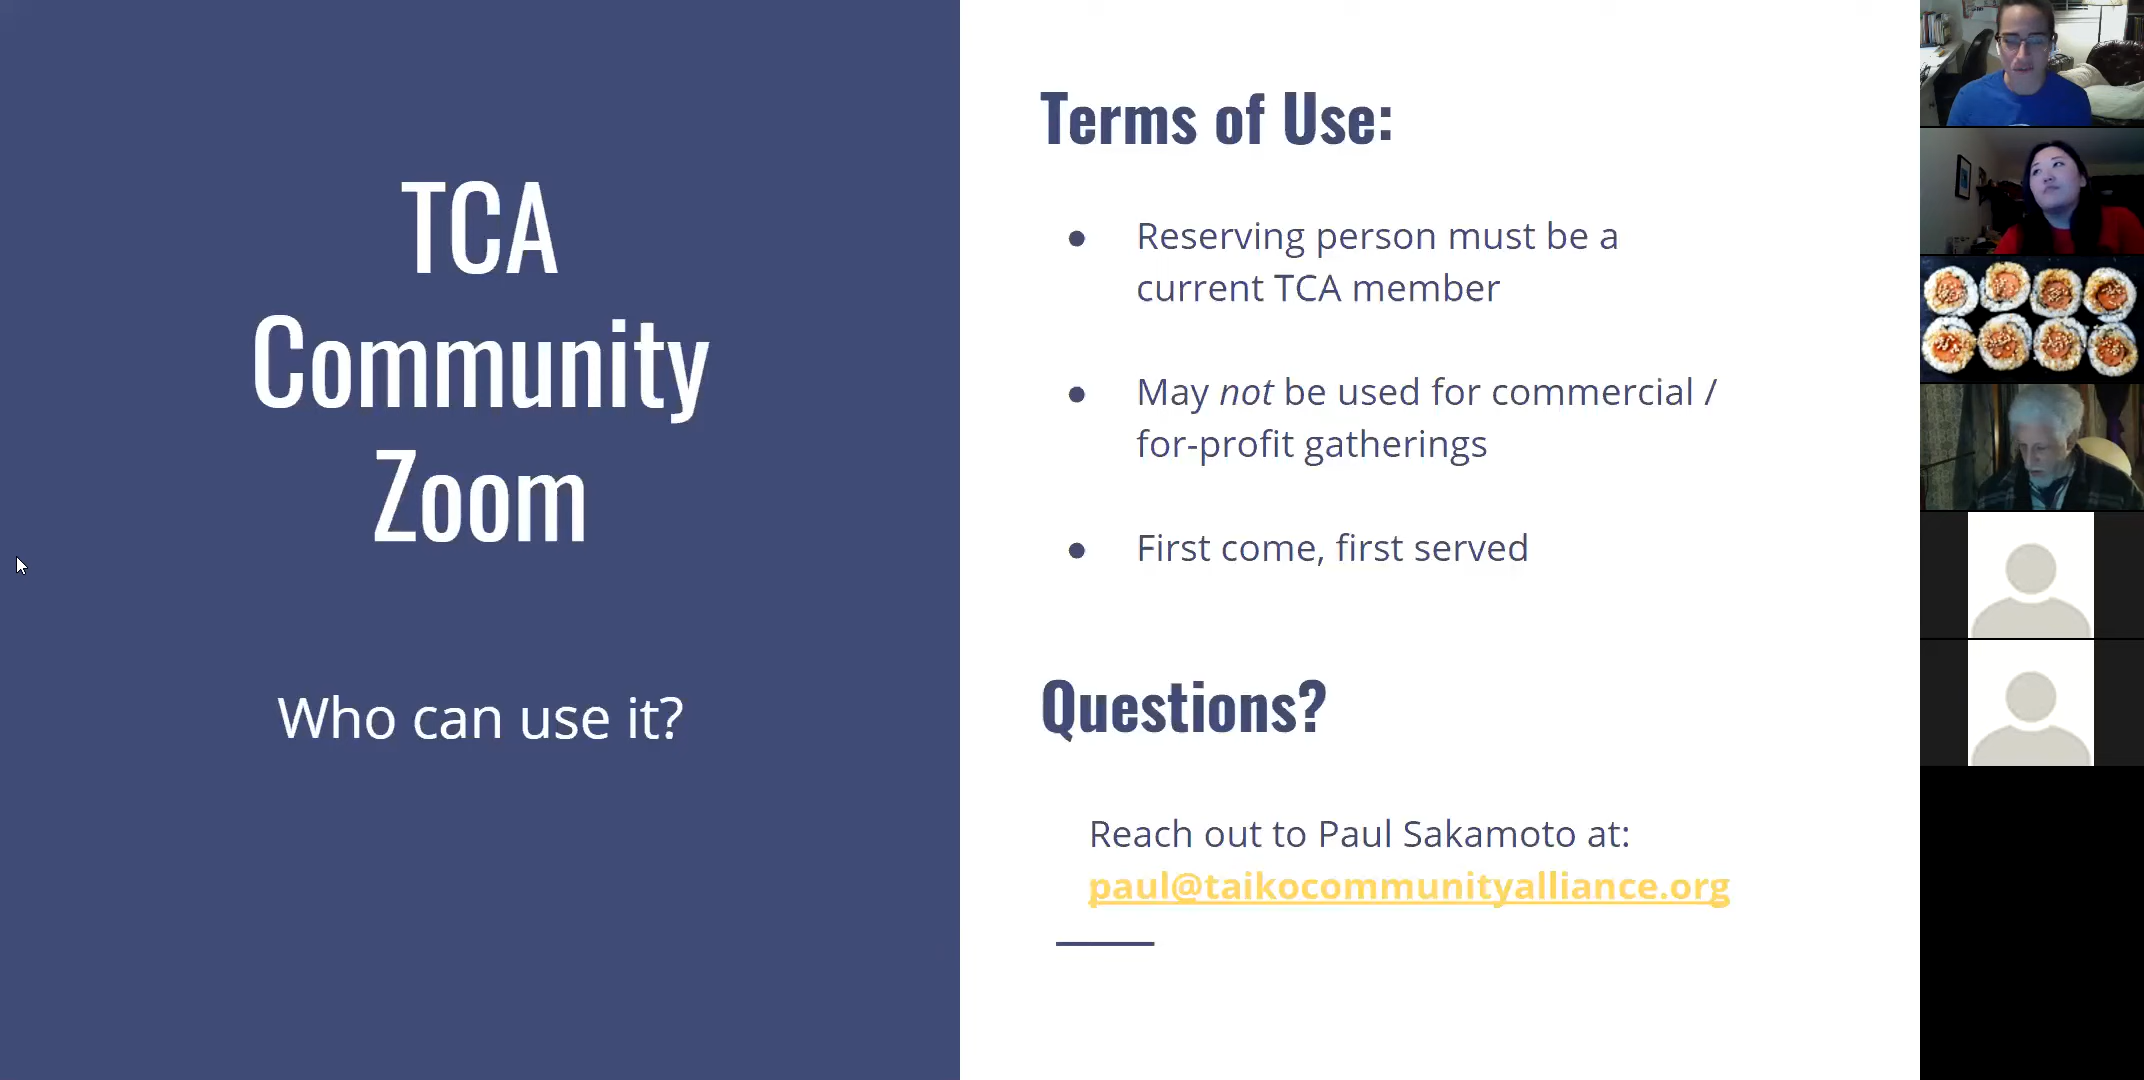 TCA
Community
Zoom
Who can use it?
Terms of Use:
● Reserving person must be a
current TCA member
● May not be used for commercial /
for-profit gatherings
● First come, first served
Questions?
Reach out to Paul Sakamoto at:
paul@taikocommunityalliance.org